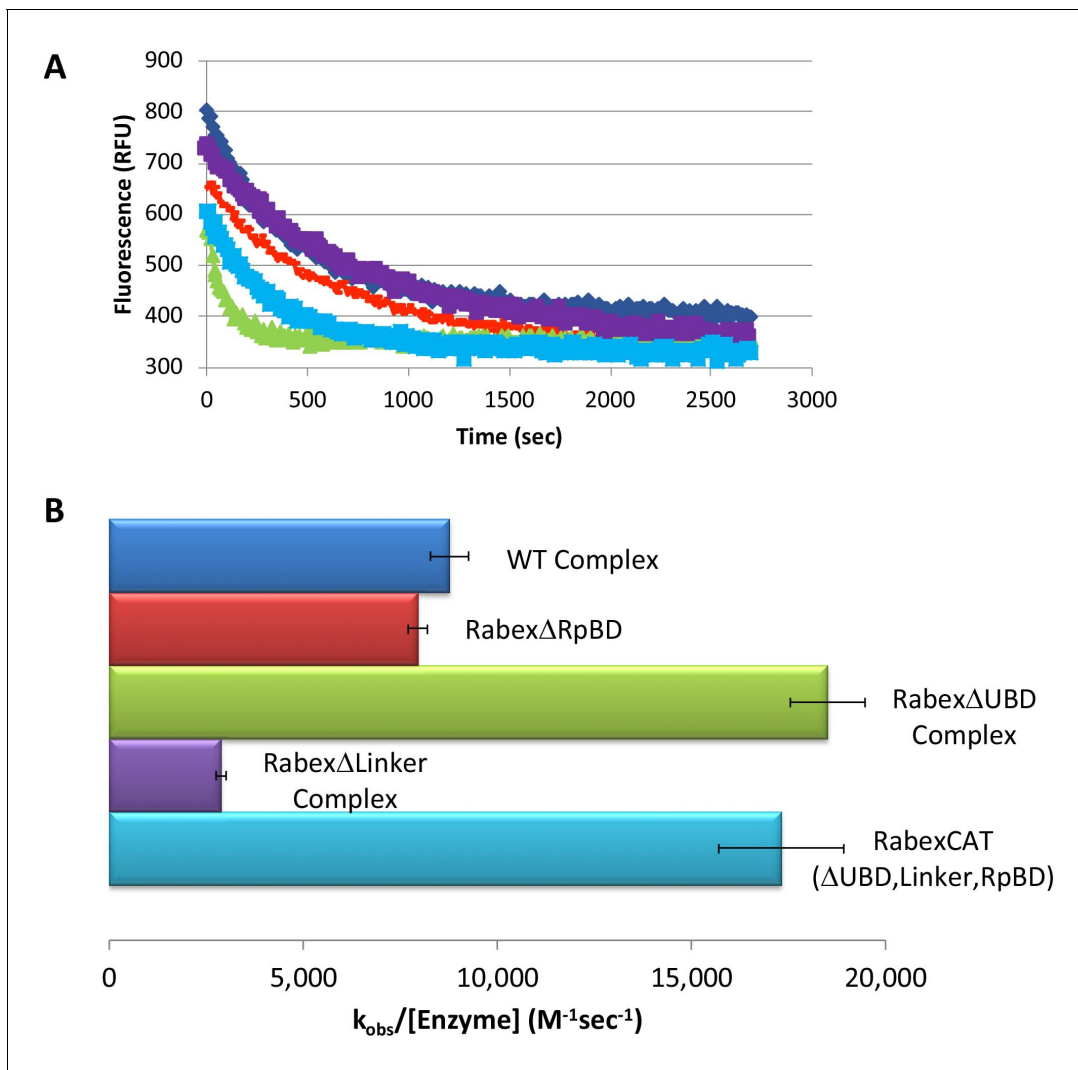 A
900
800
700
600
500
400
300
Fluorescence (RFU)
0 500 1000 1500 2000 2500 3000
Time (sec)
B
WT Complex
RabexΔRpBD
RabexΔUBD
Complex
RabexΔLinker
Complex
RabexCAT
(ΔUBD,Linker,RpBD)
0 5,000 10,000 15,000 20,000
k_obs/[Enzyme] (M⁻¹sec⁻¹)